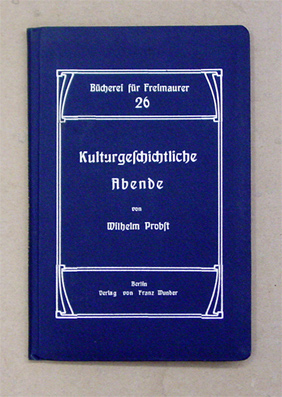 Bücherei für Freimaurer
26
Kulturgeſchichtliche
Abende
von
Wilhelm Probſt
Berlin
Verlag von Franz Wunder